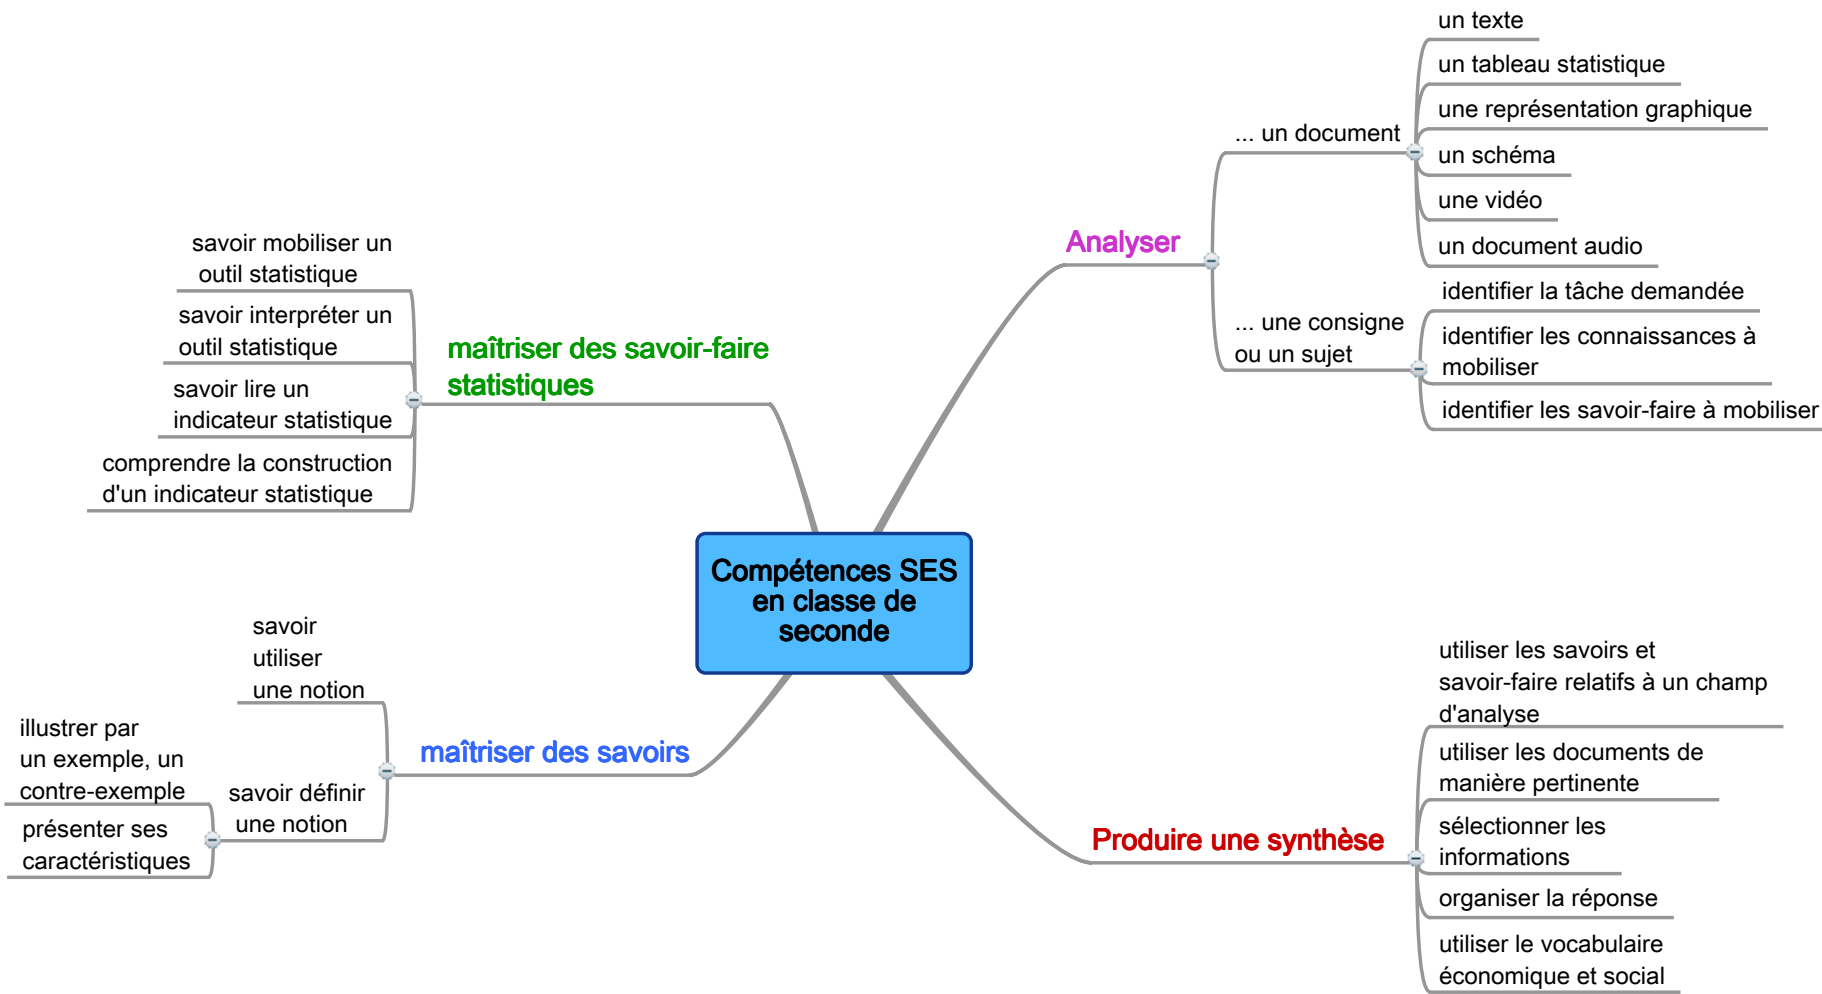 Compétences SES
en classe de
seconde
Analyser
... un document
un texte
un tableau statistique
une représentation graphique
un schéma
une vidéo
un document audio
... une consigne
ou un sujet
identifier la tâche demandée
identifier les connaissances à
mobiliser
identifier les savoir-faire à mobiliser
Produire une synthèse
utiliser les savoirs et
savoir-faire relatifs à un champ
d'analyse
utiliser les documents de
manière pertinente
sélectionner les
informations
organiser la réponse
utiliser le vocabulaire
économique et social
maîtriser des savoirs
savoir
utiliser
une notion
savoir définir
une notion
illustrer par
un exemple, un
contre-exemple
présenter ses
caractéristiques
maîtriser des savoir-faire
statistiques
savoir mobiliser un
outil statistique
savoir interpréter un
outil statistique
savoir lire un
indicateur statistique
comprendre la construction
d'un indicateur statistique